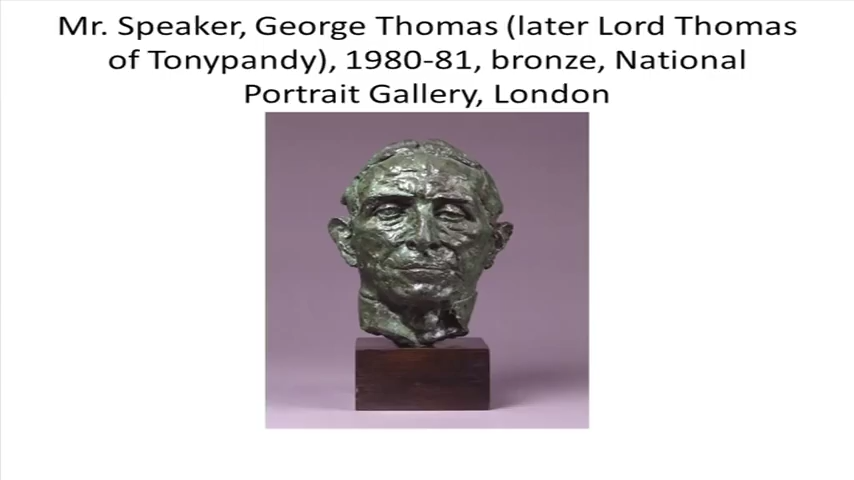 Mr. Speaker, George Thomas (later Lord Thomas
of Tonypandy), 1980-81, bronze, National
Portrait Gallery, London